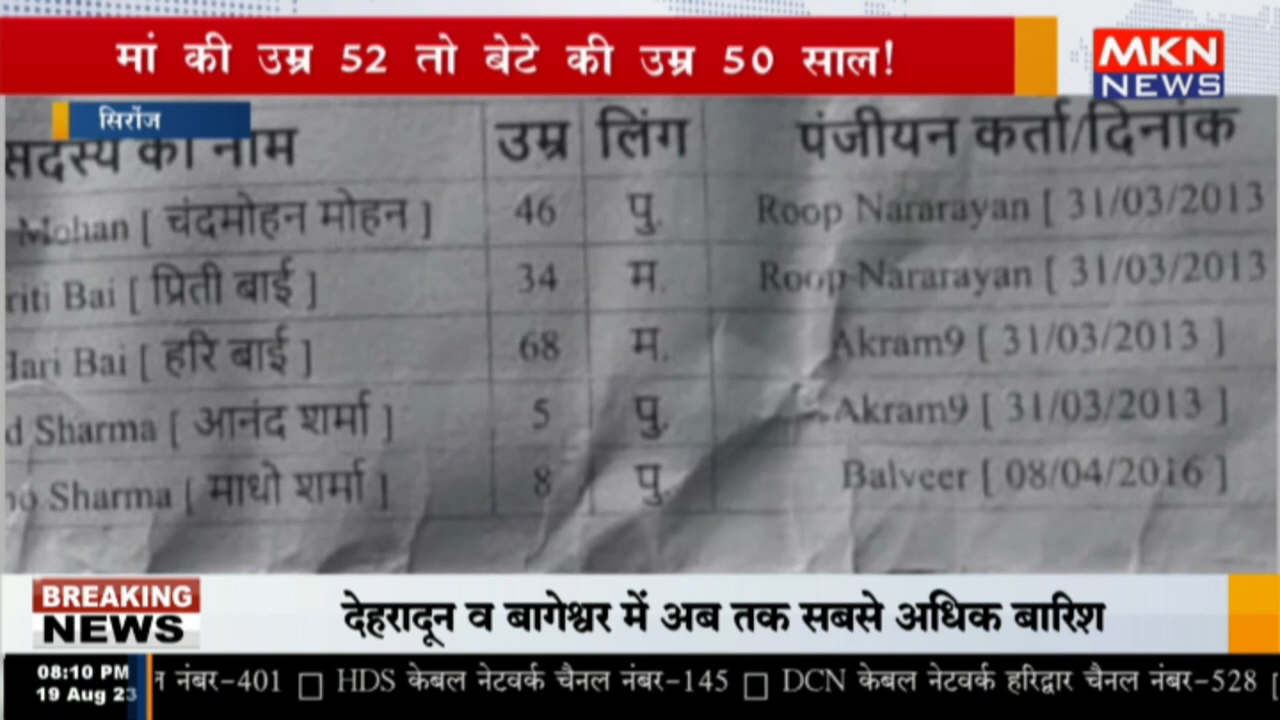 मां की उम्र 52 तो बेटे की उम्र 50 साल!
MKN
NEWS
सिरोंज
सदस्य का नाम उम्र लिंग पंजीयन कर्ता/दिनांक
Mohan [ चंदमोहन मोहन ] 46 पु. Roop Nararayan [ 31/03/2013
riti Bai [ प्रिती बाई ] 34 म. Roop Nararayan [ 31/03/2013
Hari Bai [ हरि बाई ] 68 म. Akram9 [ 31/03/2013 ]
d Sharma [ आनंद शर्मा ] 5 पु. Akram9 [ 31/03/2013 ]
ho Sharma [ माधो शर्मा ] 8 पु. Balveer [ 08/04/2016 ]
BREAKING
NEWS
देहरादून व बागेश्वर में अब तक सबसे अधिक बारिश
08:10 PM
19 Aug 23
न नंबर-401 □ HDS केबल नेटवर्क चैनल नंबर-145 □ DCN केबल नेटवर्क हरिद्वार चैनल नंबर-528 [